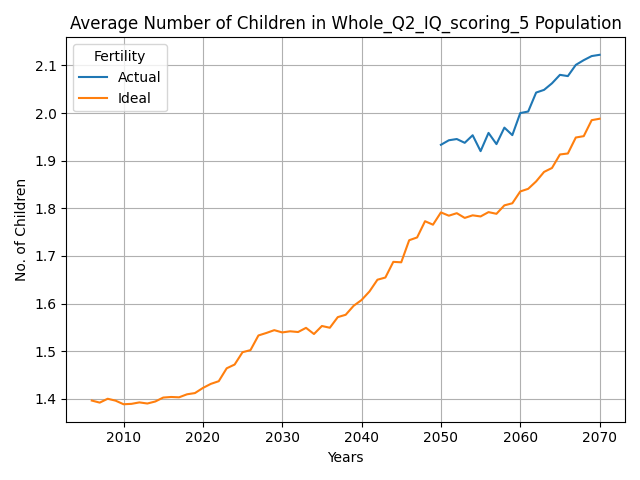 Average Number of Children in Whole_Q2_IQ_scoring_5 Population
Fertility
Actual
Ideal
No. of Children
2.1
2.0
1.9
1.8
1.7
1.6
1.5
1.4
2010 2020 2030 2040 2050 2060 2070
Years